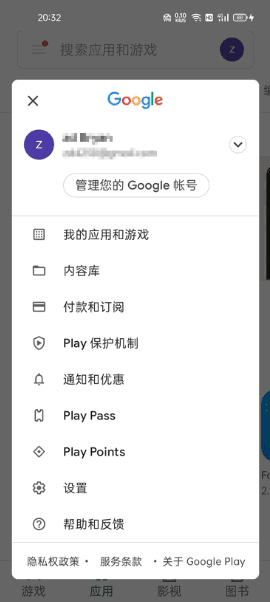 20:32
搜索应用和游戏
Z
Google
Z
管理您的 Google 帐号
我的应用和游戏
内容库
付款和订阅
Play 保护机制
通知和优惠
Play Pass
Play Points
设置
帮助和反馈
隐私权政策 • 服务条款 • 关于 Google Play
游戏 应用 影视 图书